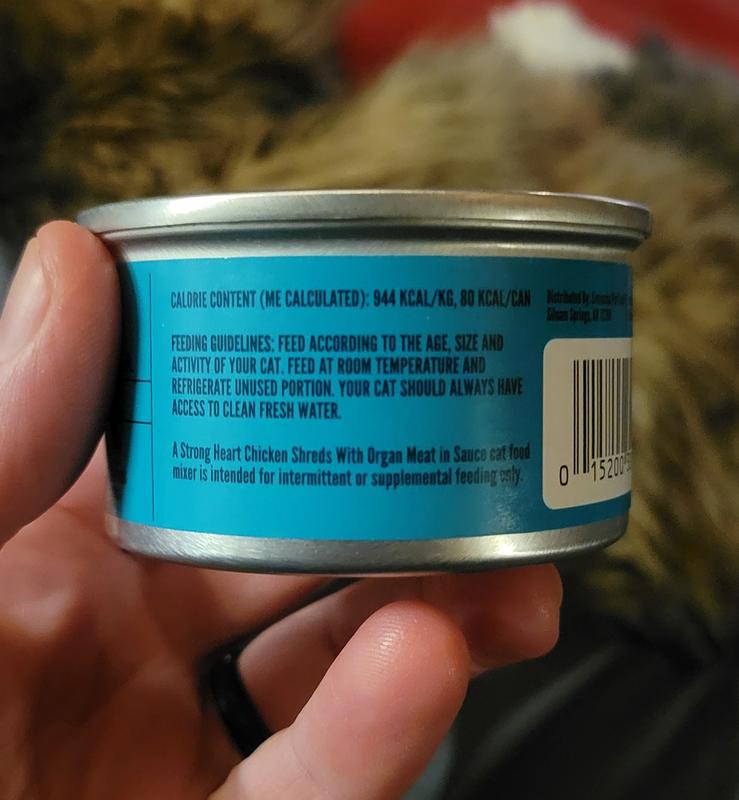 CALORIE CONTENT (ME CALCULATED): 944 KCAL/KG, 80 KCAL/CAN
FEEDING GUIDELINES: FEED ACCORDING TO THE AGE, SIZE AND
ACTIVITY OF YOUR CAT. FEED AT ROOM TEMPERATURE AND
REFRIGERATE UNUSED PORTION. YOUR CAT SHOULD ALWAYS HAVE
ACCESS TO CLEAN FRESH WATER.
A Strong Heart Chicken Shreds With Organ Meat in Sauce cat food
mixer is intended for intermittent or supplemental feeding only.
Distributed By:
Siloam Springs, AR
0 15200